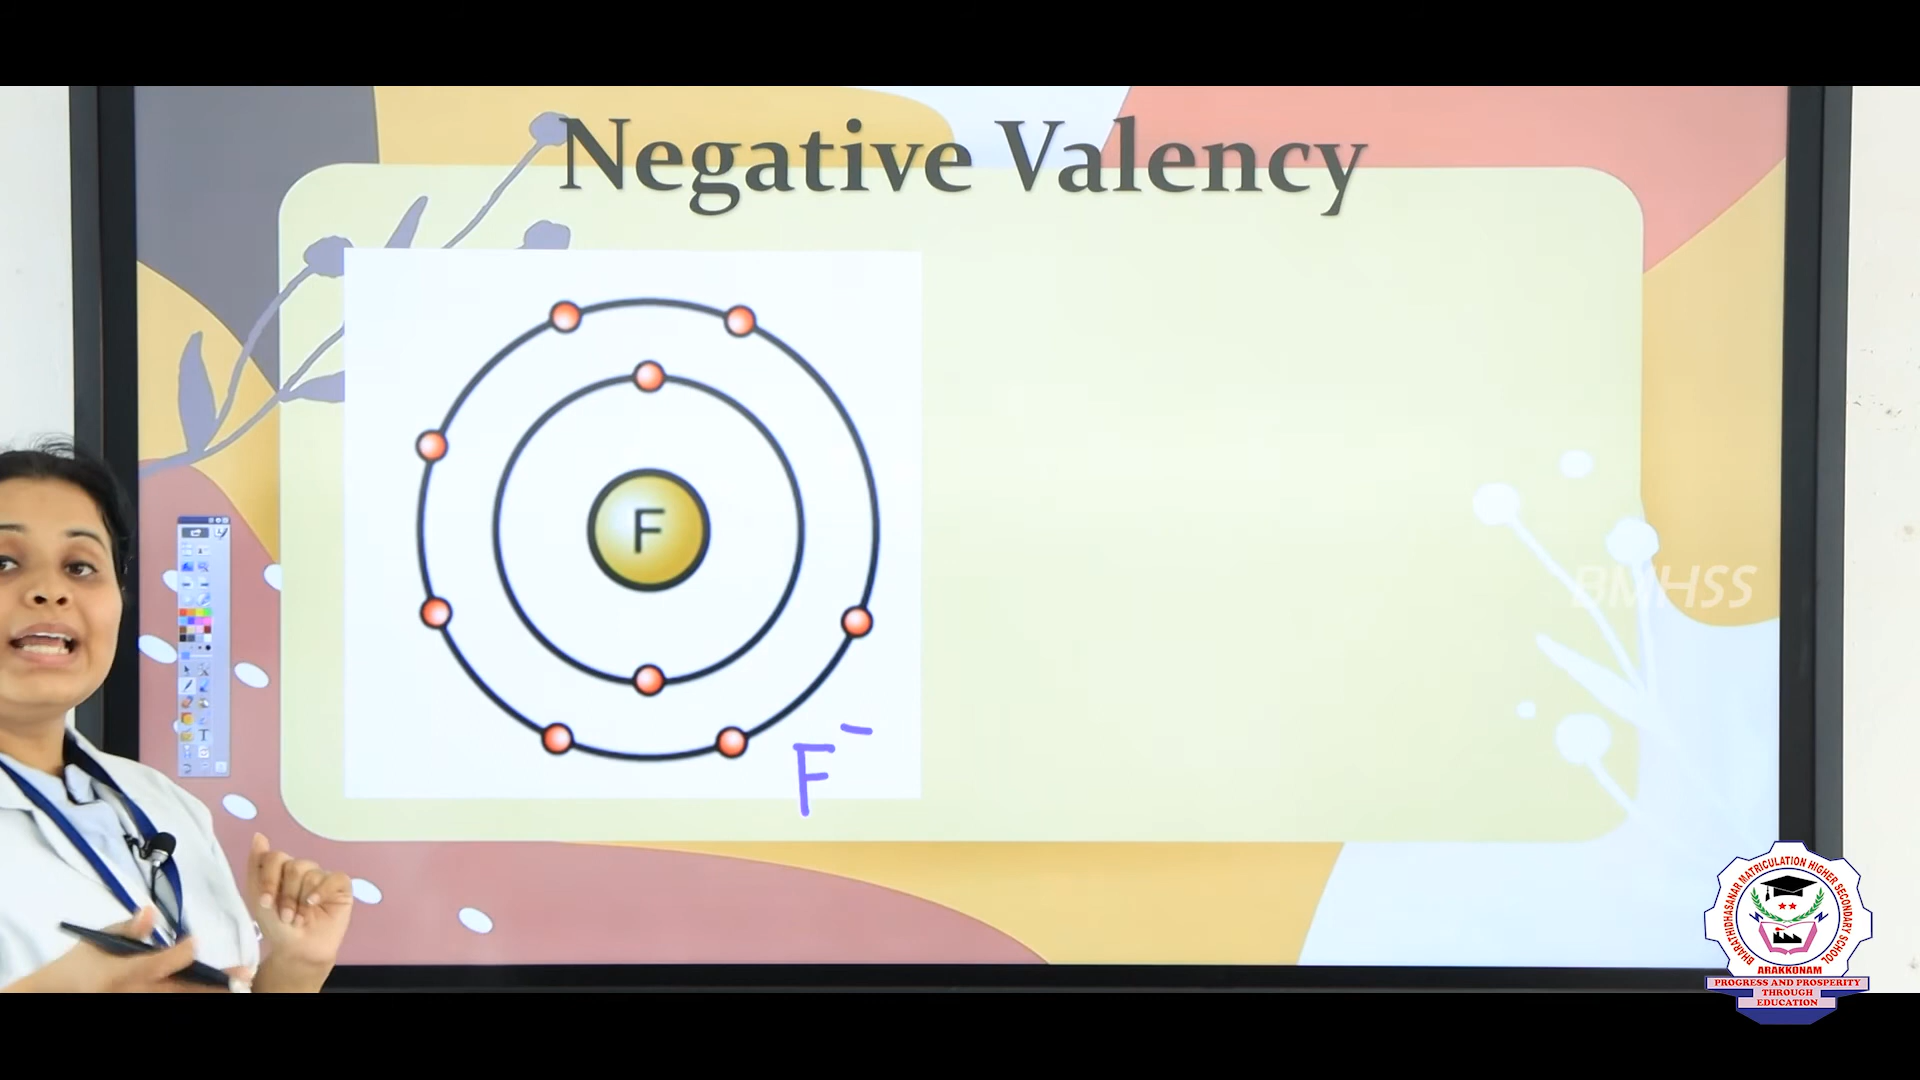 Negative Valency
F
F⁻
BMHSS
BHARATHIDHASANAR MATRICULATION HIGHER SECONDARY SCHOOL
ARAKKONAM
PROGRESS AND PROSPERITY
THROUGH
EDUCATION